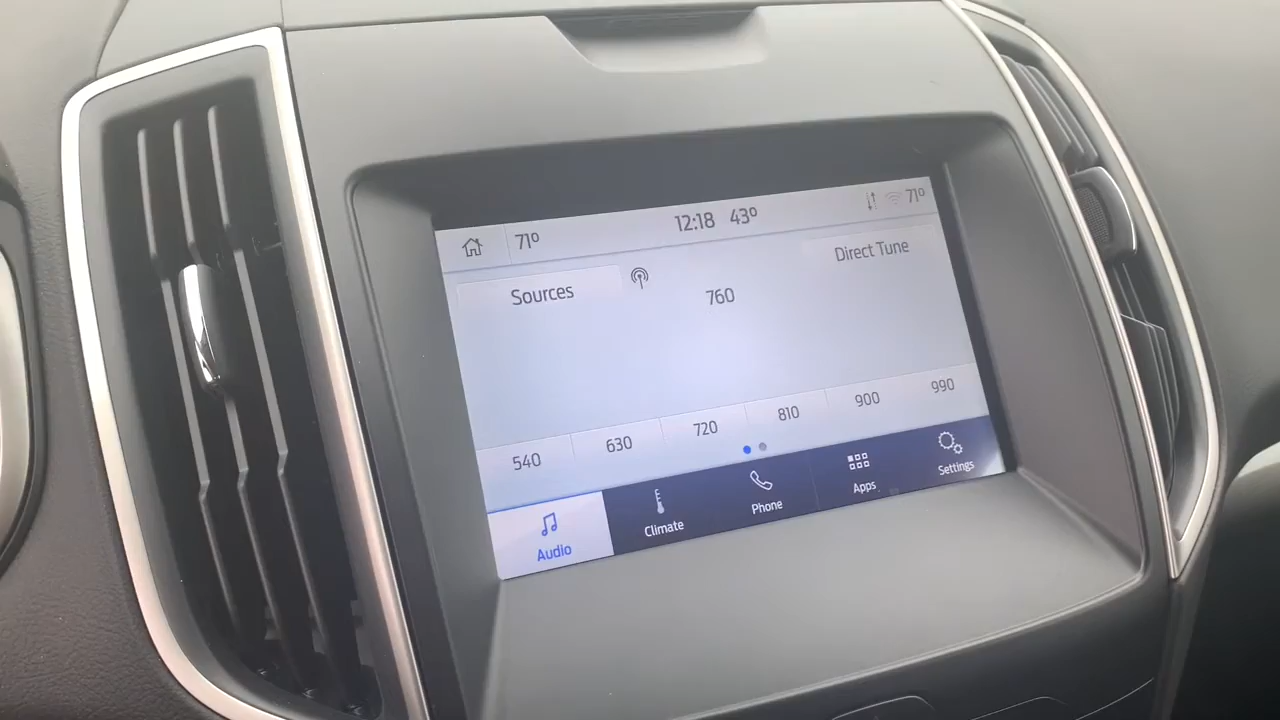 71° 12:18 43° 71°
Sources Direct Tune
760
540 630 720 810 900 990
Audio Climate Phone Apps Settings